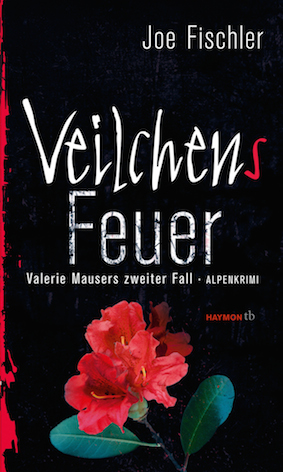 Joe Fischler
Veilchens
Feuer
Valerie Mausers zweiter Fall · ALPENKRIMI
HAYMON tb